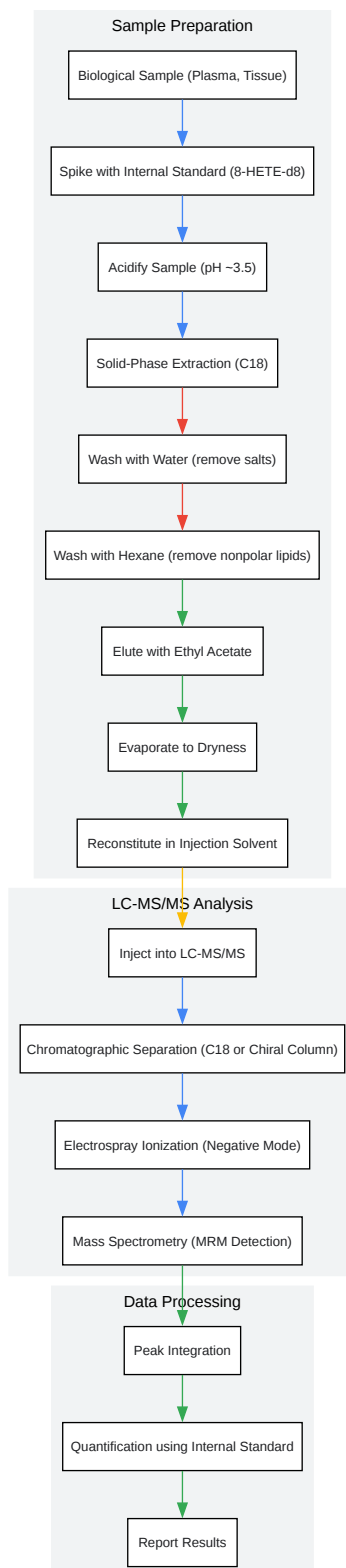 Sample Preparation
Biological Sample (Plasma, Tissue)
Spike with Internal Standard (8-HETE-d8)
Acidify Sample (pH ~3.5)
Solid-Phase Extraction (C18)
Wash with Water (remove salts)
Wash with Hexane (remove nonpolar lipids)
Elute with Ethyl Acetate
Evaporate to Dryness
Reconstitute in Injection Solvent
LC-MS/MS Analysis
Inject into LC-MS/MS
Chromatographic Separation (C18 or Chiral Column)
Electrospray Ionization (Negative Mode)
Mass Spectrometry (MRM Detection)
Data Processing
Peak Integration
Quantification using Internal Standard
Report Results